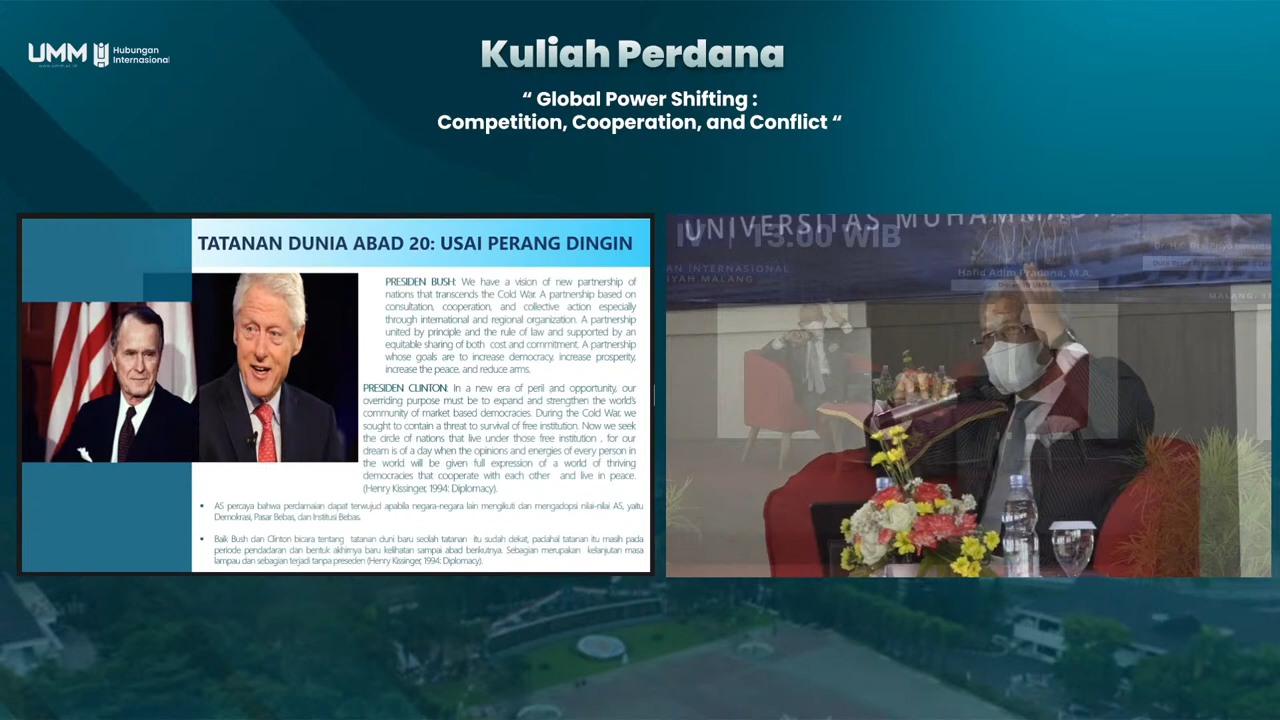 UMM
Hubungan
Internasional
Kuliah Perdana
“ Global Power Shifting :
Competition, Cooperation, and Conflict “
TATANAN DUNIA ABAD 20: USAI PERANG DINGIN
PRESIDEN BUSH: We have a vision of new partnership of
nations that transcends the Cold War. A partnership based on
consultation, cooperation, and collective action especially
through international and regional organization. A partnership
united by principle and the rule of law and supported by an
equitable sharing of both cost and commitment. A partnership
whose goals are to increase democracy, increase prosperity,
increase the peace, and reduce arms.
PRESIDEN CLINTON: In a new era of peril and opportunity, our
overriding purpose must be to expand and strengthen the world's
community of market based democracies. During the Cold War, we
sought to contain a threat to survival of free institution. Now we seek
the circle of nations that live under those free institution , for our
dream is of a day when the opinions and energies of every person in
the world will be given full expression of a world of thriving
democracies that cooperate with each other and live in peace.
(Henry Kissinger, 1994: Diplomacy).
▪ AS percaya bahwa perdamaian dapat terwujud apabila negara-negara lain mengikuti dan mengadopsi nilai-nilai AS, yaitu
Demokrasi, Pasar Bebas, dan Institusi Bebas.
▪ Baik Bush dan Clinton bicara tentang tatanan duni baru seolah tatanan itu sudah dekat, padahal tatanan itu masih pada
periode pendadaran dan bentuk akhirnya baru kelihatan sampai abad berikutnya. Sebagian merupakan kelanjutan masa
lampau dan sebagian terjadi tanpa preseden (Henry Kissinger, 1994: Diplomacy).
UNIVERSITAS MUHAMMADI
13.00 WIB
AN INTERNASIONAL
IYAH MALANG
Hafid Adim Pradana, M.A.
MALANG,